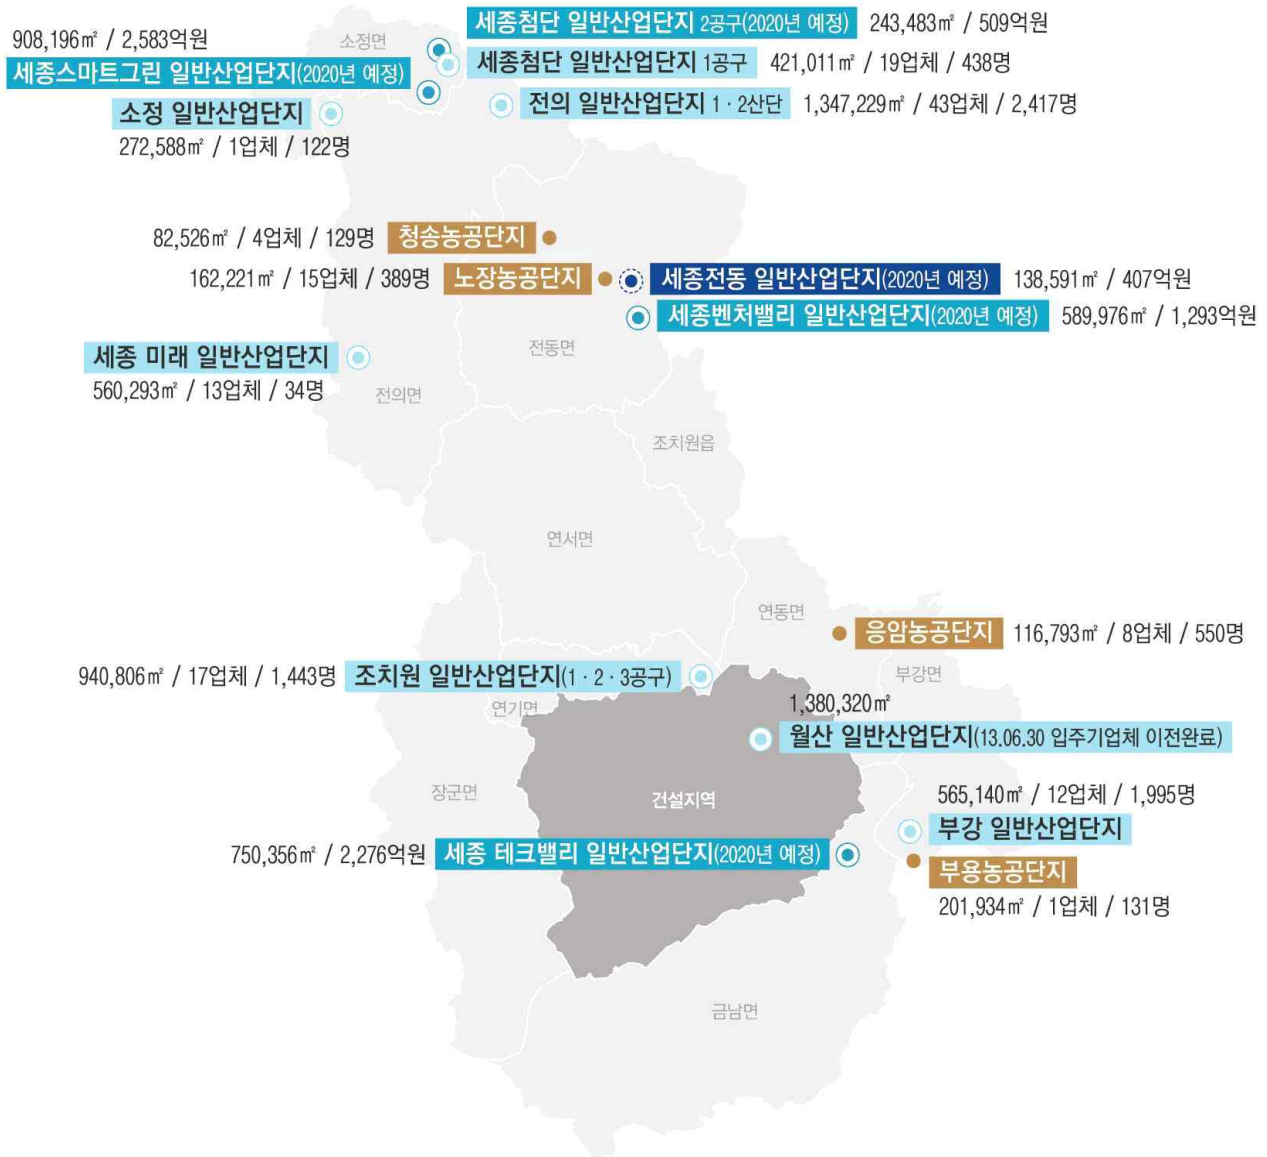 세종첨단 일반산업단지 2공구(2020년 예정) 243,483㎡ / 509억원
908,196㎡ / 2,583억원
소정면
세종첨단 일반산업단지 1공구 421,011㎡ / 19업체 / 438명
세종스마트그린 일반산업단지(2020년 예정)
전의 일반산업단지 1 · 2산단 1,347,229㎡ / 43업체 / 2,417명
소정 일반산업단지
272,588㎡ / 1업체 / 122명
82,526㎡ / 4업체 / 129명 청송농공단지
162,221㎡ / 15업체 / 389명 노장농공단지
세종전동 일반산업단지(2020년 예정) 138,591㎡ / 407억원
세종벤처밸리 일반산업단지(2020년 예정) 589,976㎡ / 1,293억원
전동면
세종 미래 일반산업단지
560,293㎡ / 13업체 / 34명
전의면
조치원읍
연서면
연동면
응암농공단지 116,793㎡ / 8업체 / 550명
940,806㎡ / 17업체 / 1,443명 조치원 일반산업단지(1 · 2 · 3공구)
부강면
연기면
1,380,320㎡
월산 일반산업단지(13.06.30 입주기업체 이전완료)
장군면
건설지역
565,140㎡ / 12업체 / 1,995명
부강 일반산업단지
750,356㎡ / 2,276억원 세종 테크밸리 일반산업단지(2020년 예정)
부용농공단지
201,934㎡ / 1업체 / 131명
금남면